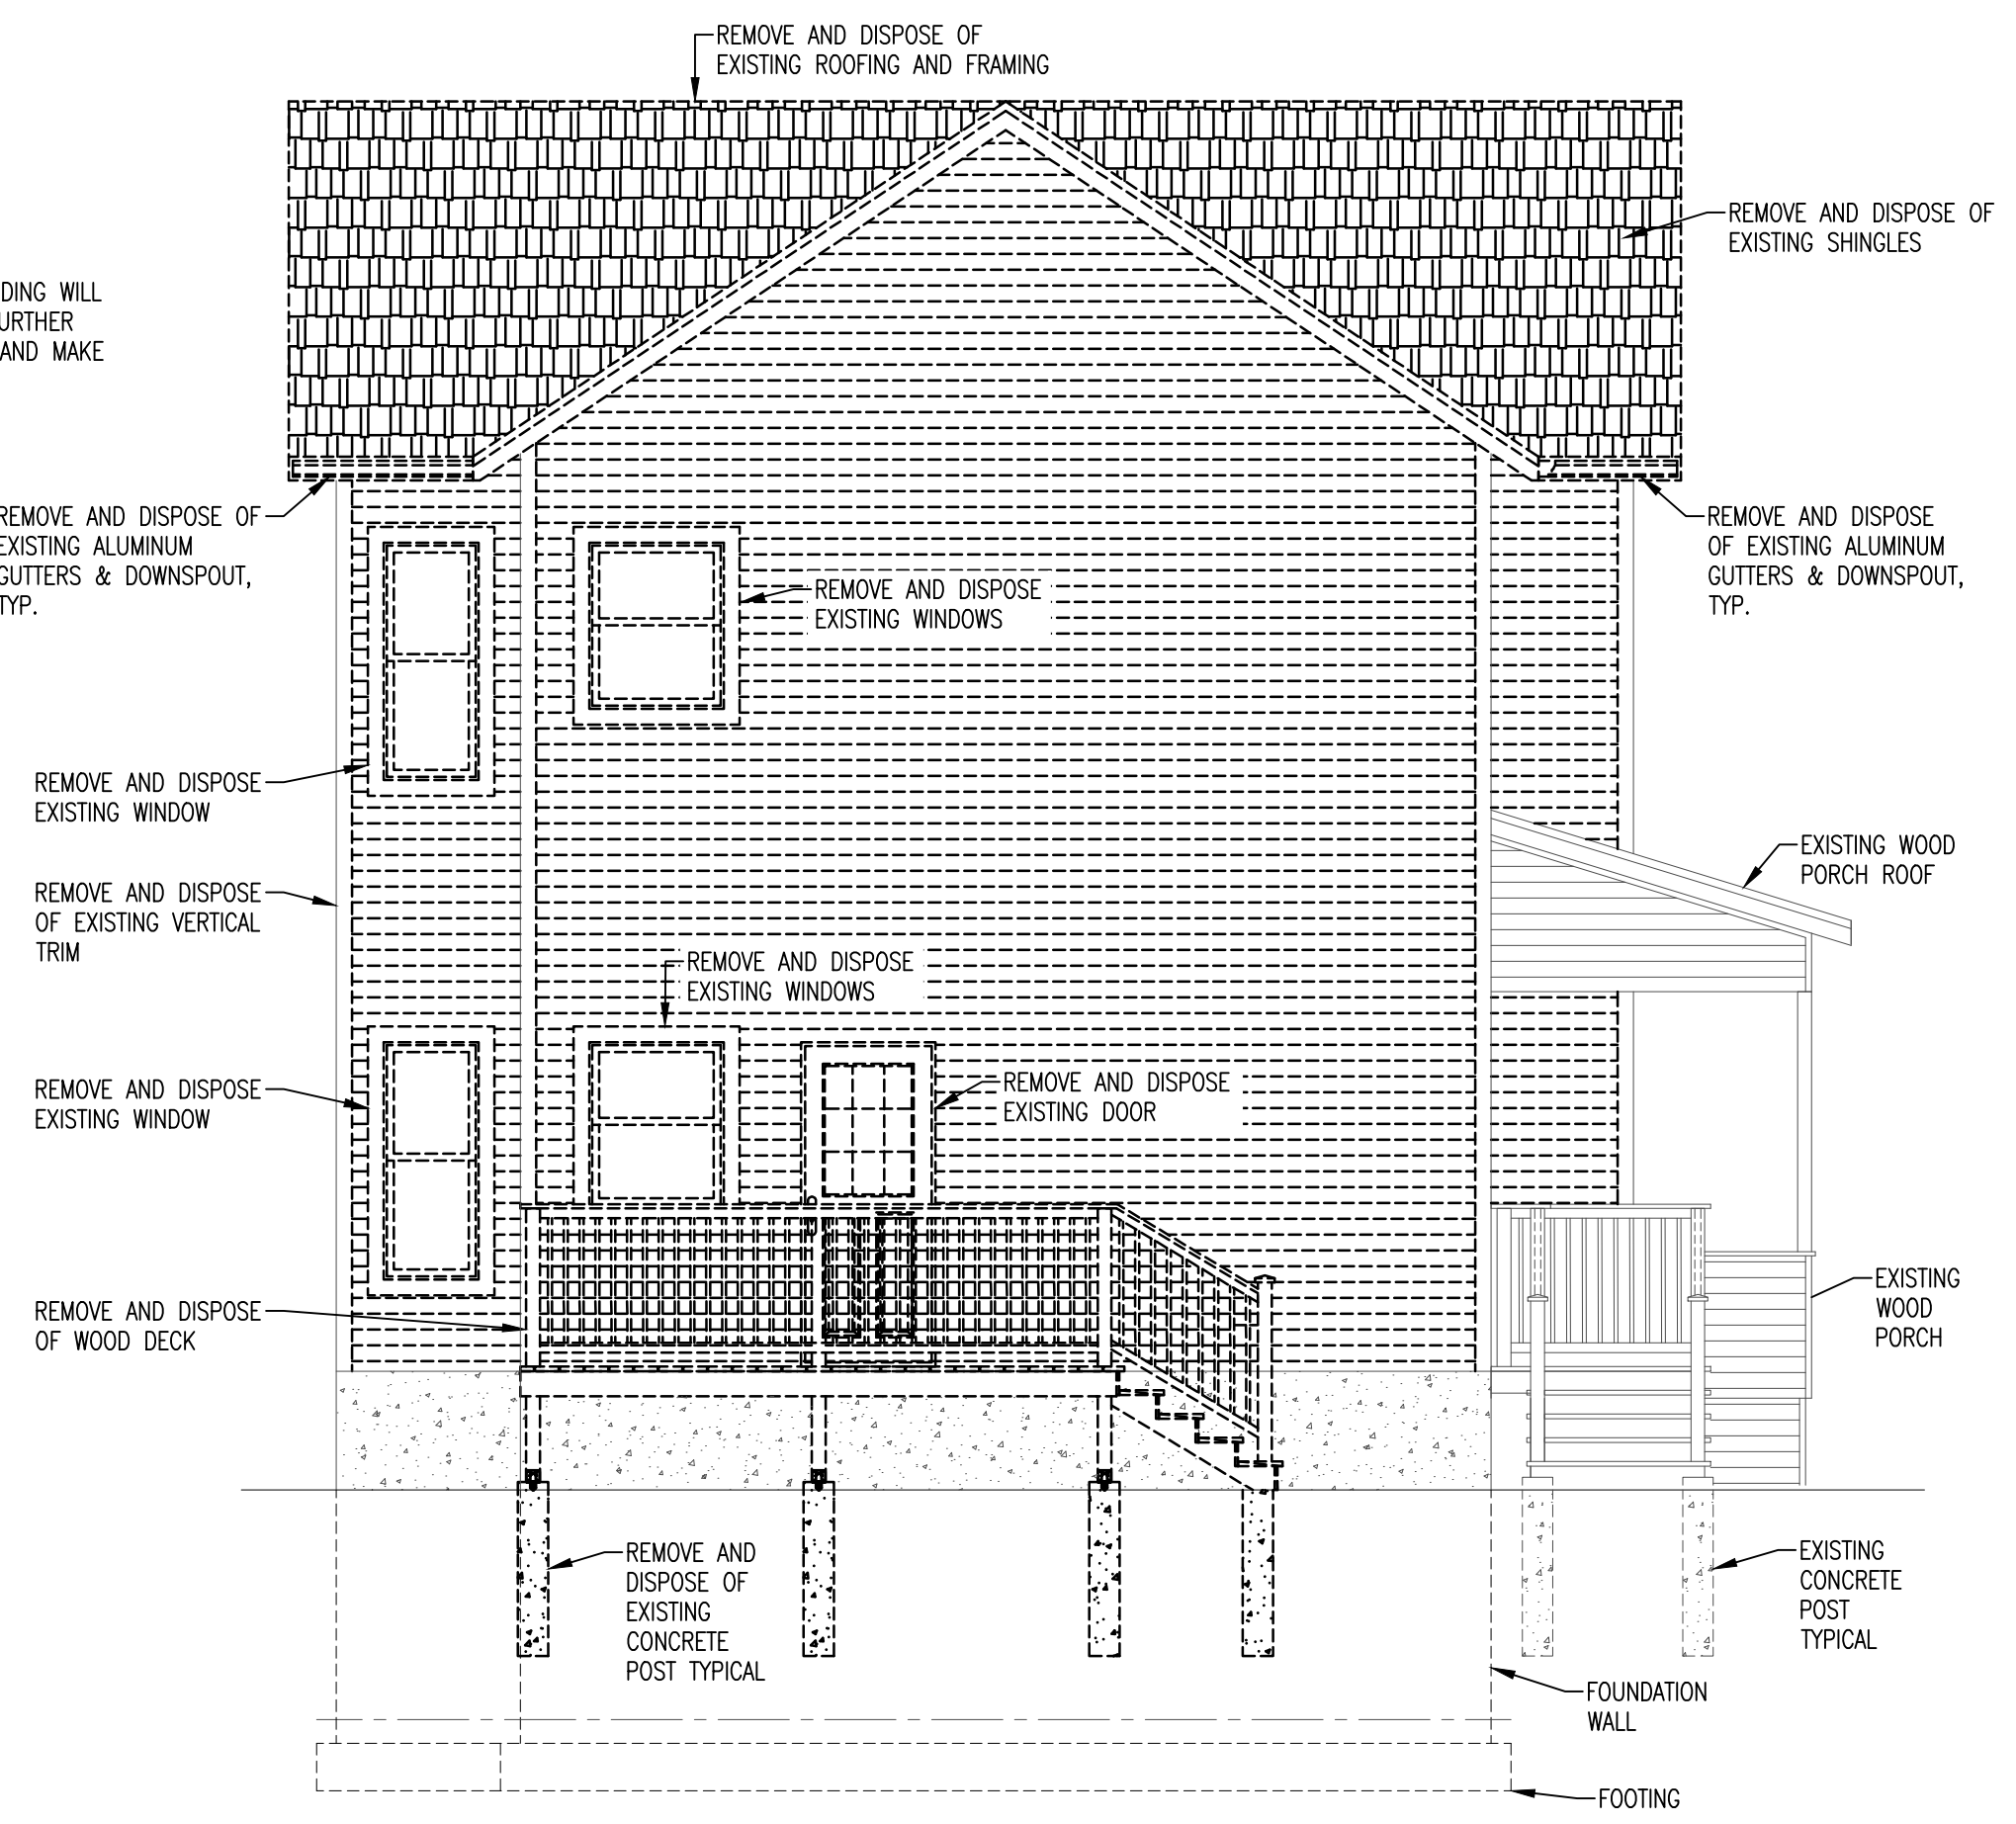 REMOVE AND DISPOSE OF
EXISTING ROOFING AND FRAMING
REMOVE AND DISPOSE OF
EXISTING SHINGLES
DING WILL
URTHER
AND MAKE
REMOVE AND DISPOSE OF
EXISTING ALUMINUM
GUTTERS & DOWNSPOUT,
TYP.
REMOVE AND DISPOSE
OF EXISTING ALUMINUM
GUTTERS & DOWNSPOUT,
TYP.
REMOVE AND DISPOSE
EXISTING WINDOWS
REMOVE AND DISPOSE
EXISTING WINDOW
EXISTING WOOD
PORCH ROOF
REMOVE AND DISPOSE
OF EXISTING VERTICAL
TRIM
REMOVE AND DISPOSE
EXISTING WINDOWS
REMOVE AND DISPOSE
EXISTING WINDOW
REMOVE AND DISPOSE
EXISTING DOOR
REMOVE AND DISPOSE
OF WOOD DECK
EXISTING
WOOD
PORCH
REMOVE AND
DISPOSE OF
EXISTING
CONCRETE
POST TYPICAL
EXISTING
CONCRETE
POST
TYPICAL
FOUNDATION
WALL
FOOTING